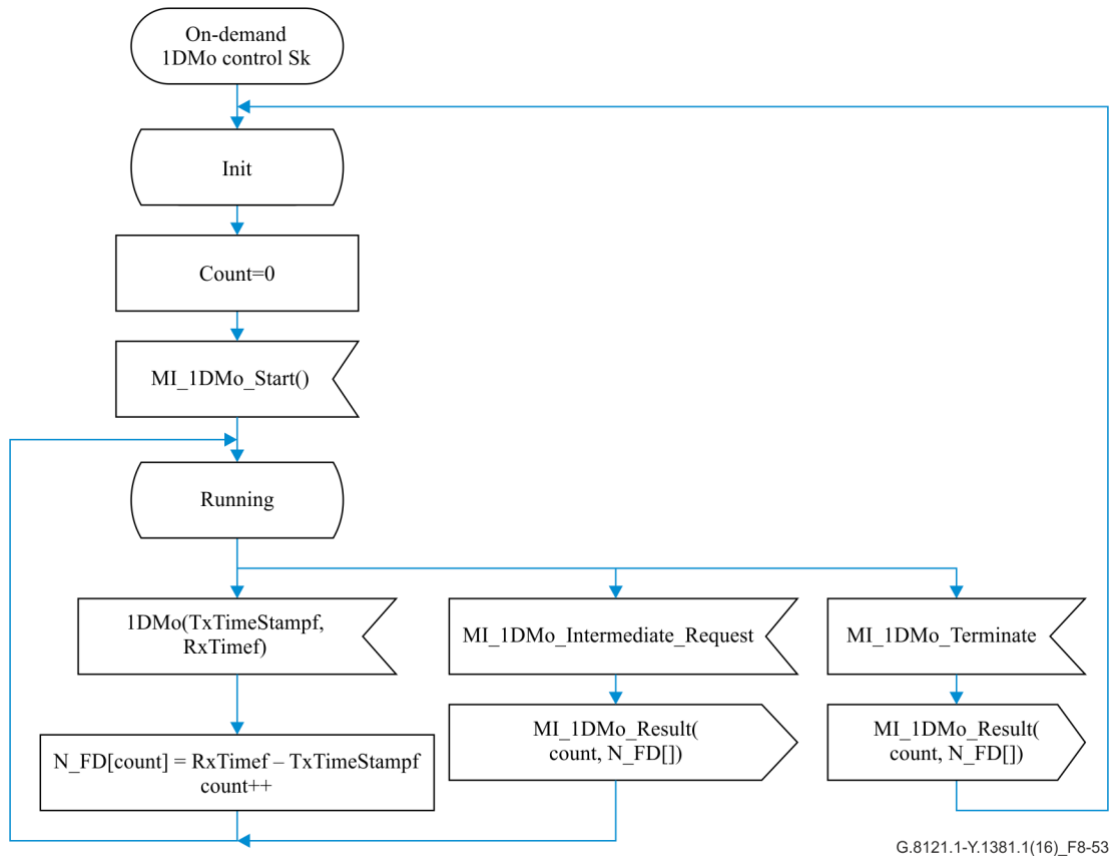 On-demand
1DMo control Sk
Init
Count=0
MI_1DMo_Start()
Running
1DMo(TxTimeStampf,
RxTimef)
MI_1DMo_Intermediate_Request
MI_1DMo_Terminate
N_FD[count] = RxTimef – TxTimeStampf
count++
MI_1DMo_Result(
count, N_FD[])
MI_1DMo_Result(
count, N_FD[])
G.8121.1-Y.1381.1(16)_F8-53